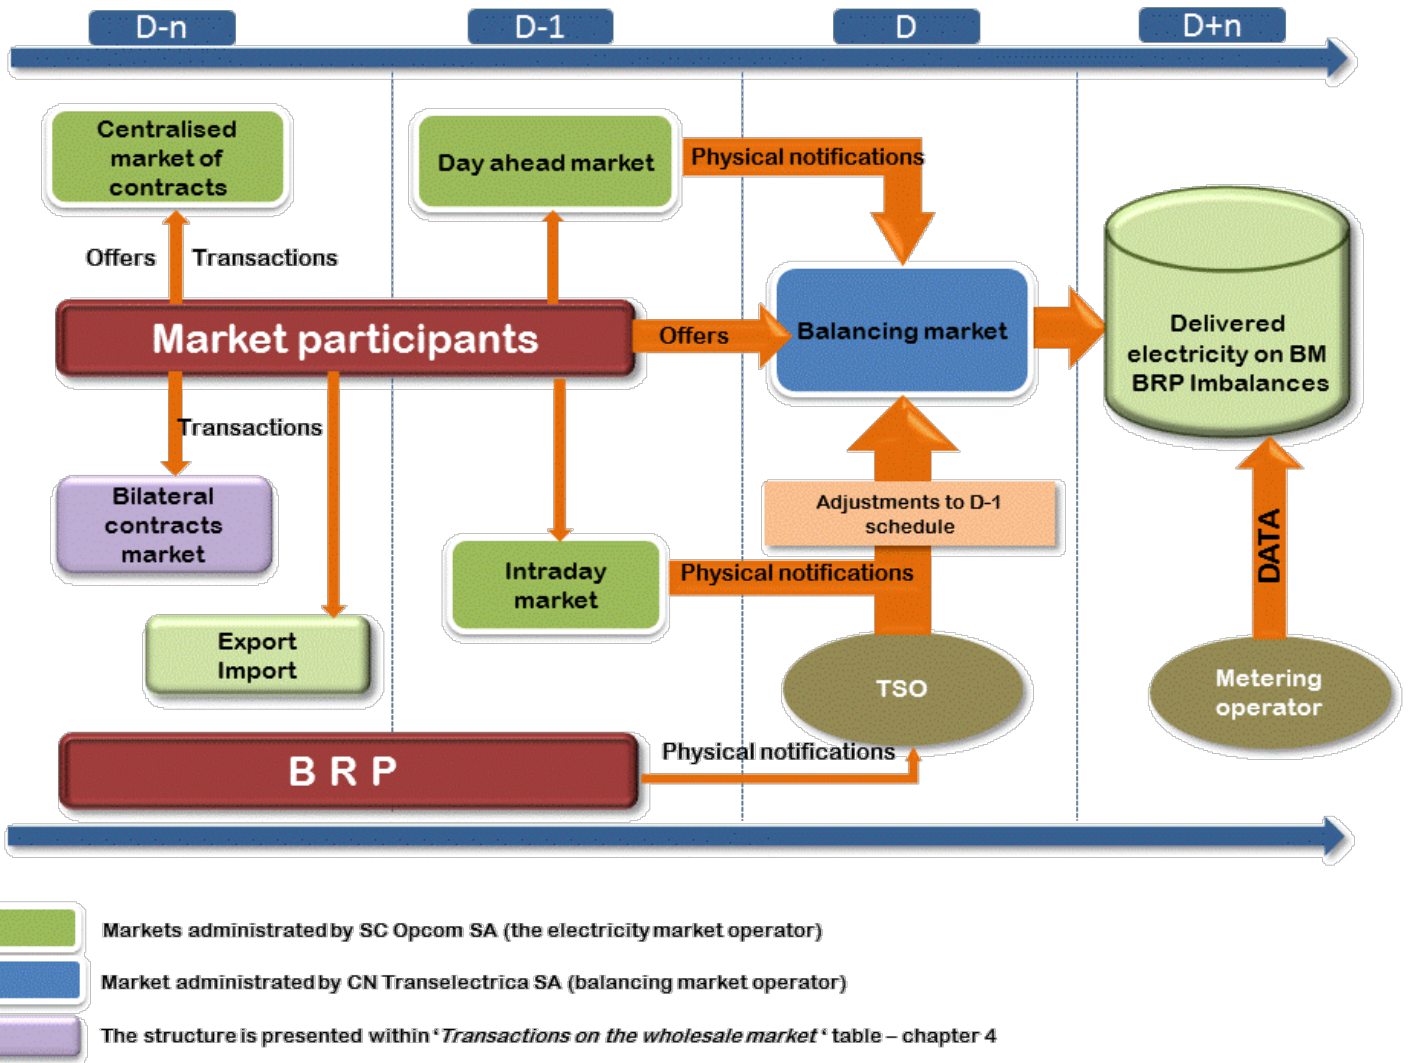 D-n
D-1
D
D+n
Centralised
market of
contracts
Day ahead market
Physical notifications
Offers
Transactions
Market participants
Offers
Balancing market
Delivered
electricity on BM
BRP Imbalances
Transactions
Bilateral
contracts
market
Adjustments to D-1
schedule
Intraday
market
Physical notifications
DATA
Export
Import
TSO
Metering
operator
B R P
Physical notifications
Markets administrated by SC Opcom SA (the electricity market operator)
Market administrated by CN Transelectrica SA (balancing market operator)
The structure is presented within ‘Transactions on the wholesale market ‘ table – chapter 4